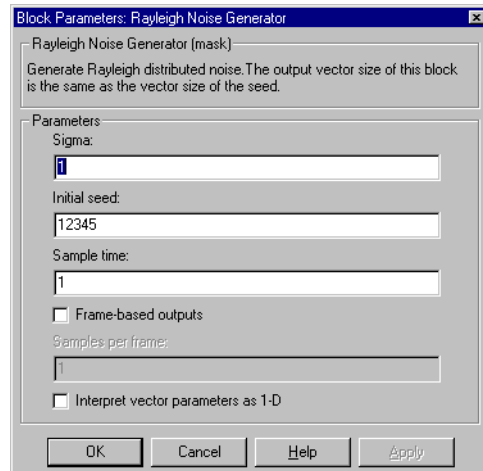 Block Parameters: Rayleigh Noise Generator
Rayleigh Noise Generator (mask)
Generate Rayleigh distributed noise.The output vector size of this block
is the same as the vector size of the seed.
Parameters
Sigma:
1
Initial seed:
12345
Sample time:
1
Frame-based outputs
Samples per frame:
1
Interpret vector parameters as 1-D
OK
Cancel
Help
Apply